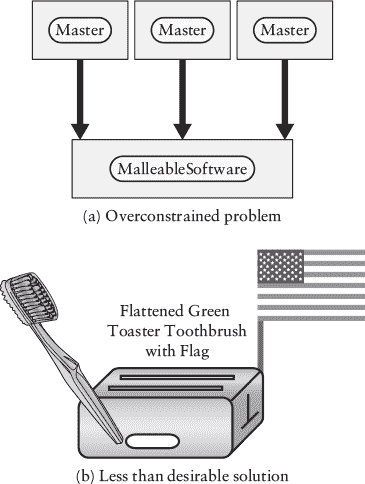 Master Master Master
MalleableSoftware
(a) Overconstrained problem
Flattened Green
Toaster Toothbrush
with Flag
(b) Less than desirable solution